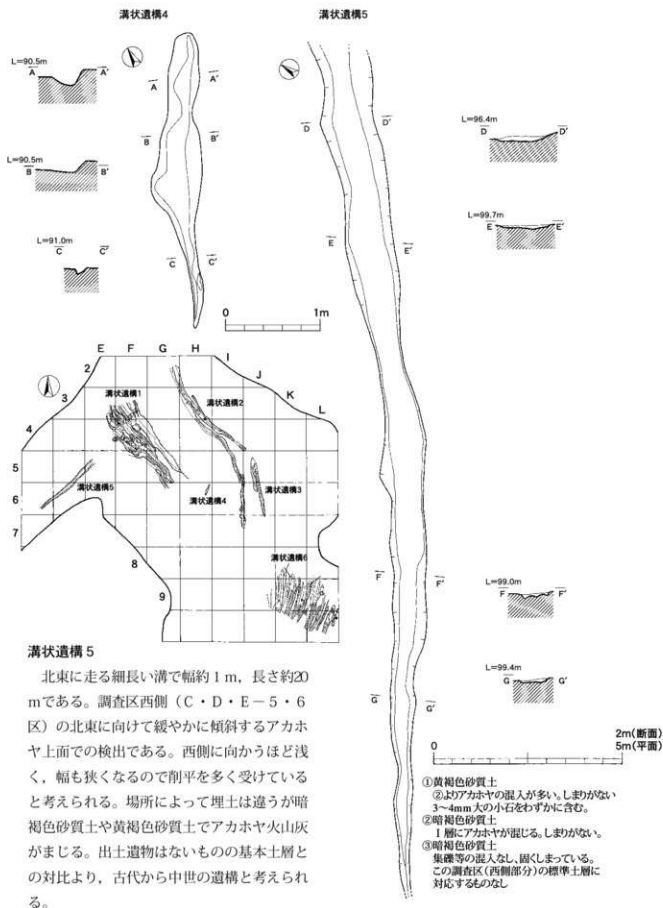 溝状遺構4
L=90.5m
A A'
L=90.5m
B B'
L=91.0m
C C'
A A'
B B'
C C'
0 1m
溝状遺構5
D D'
E E'
F F'
G G'
L=96.4m
D D'
L=99.7m
E E'
L=99.0m
F F'
L=99.4m
G G'
2m(断面)
0 5m(平面)
E F G H I J K L
2
3
4
5
6
7
8
9
溝状遺構1
溝状遺構2
溝状遺構3
溝状遺構4
溝状遺構5
溝状遺構6
溝状遺構5
北東に走る細長い溝で幅約1m,長さ約20
mである。調査区西側(C・D・E-5・6
区)の北東に向けて緩やかに傾斜するアカホ
ヤ上面での検出である。西側に向かうほど浅
く,幅も狭くなるので削平を多く受けている
と考えられる。場所によって埋土は違うが暗
褐色砂質土や黄褐色砂質土でアカホヤ火山灰
がまじる。出土遺物はないものの基本土層と
の対比より,古代から中世の遺構と考えられ
る。
①黄褐色砂質土
②よりアカホヤの混入が多い。しまりがない
3~4mm大の小石をわずかに含む。
②暗褐色砂質土
Ⅰ層にアカホヤが混じる。しまりがない。
③暗褐色砂質土
集礫等の混入なし、固くしまっている。
この調査区(西側部分)の標準土層に
対応するものなし